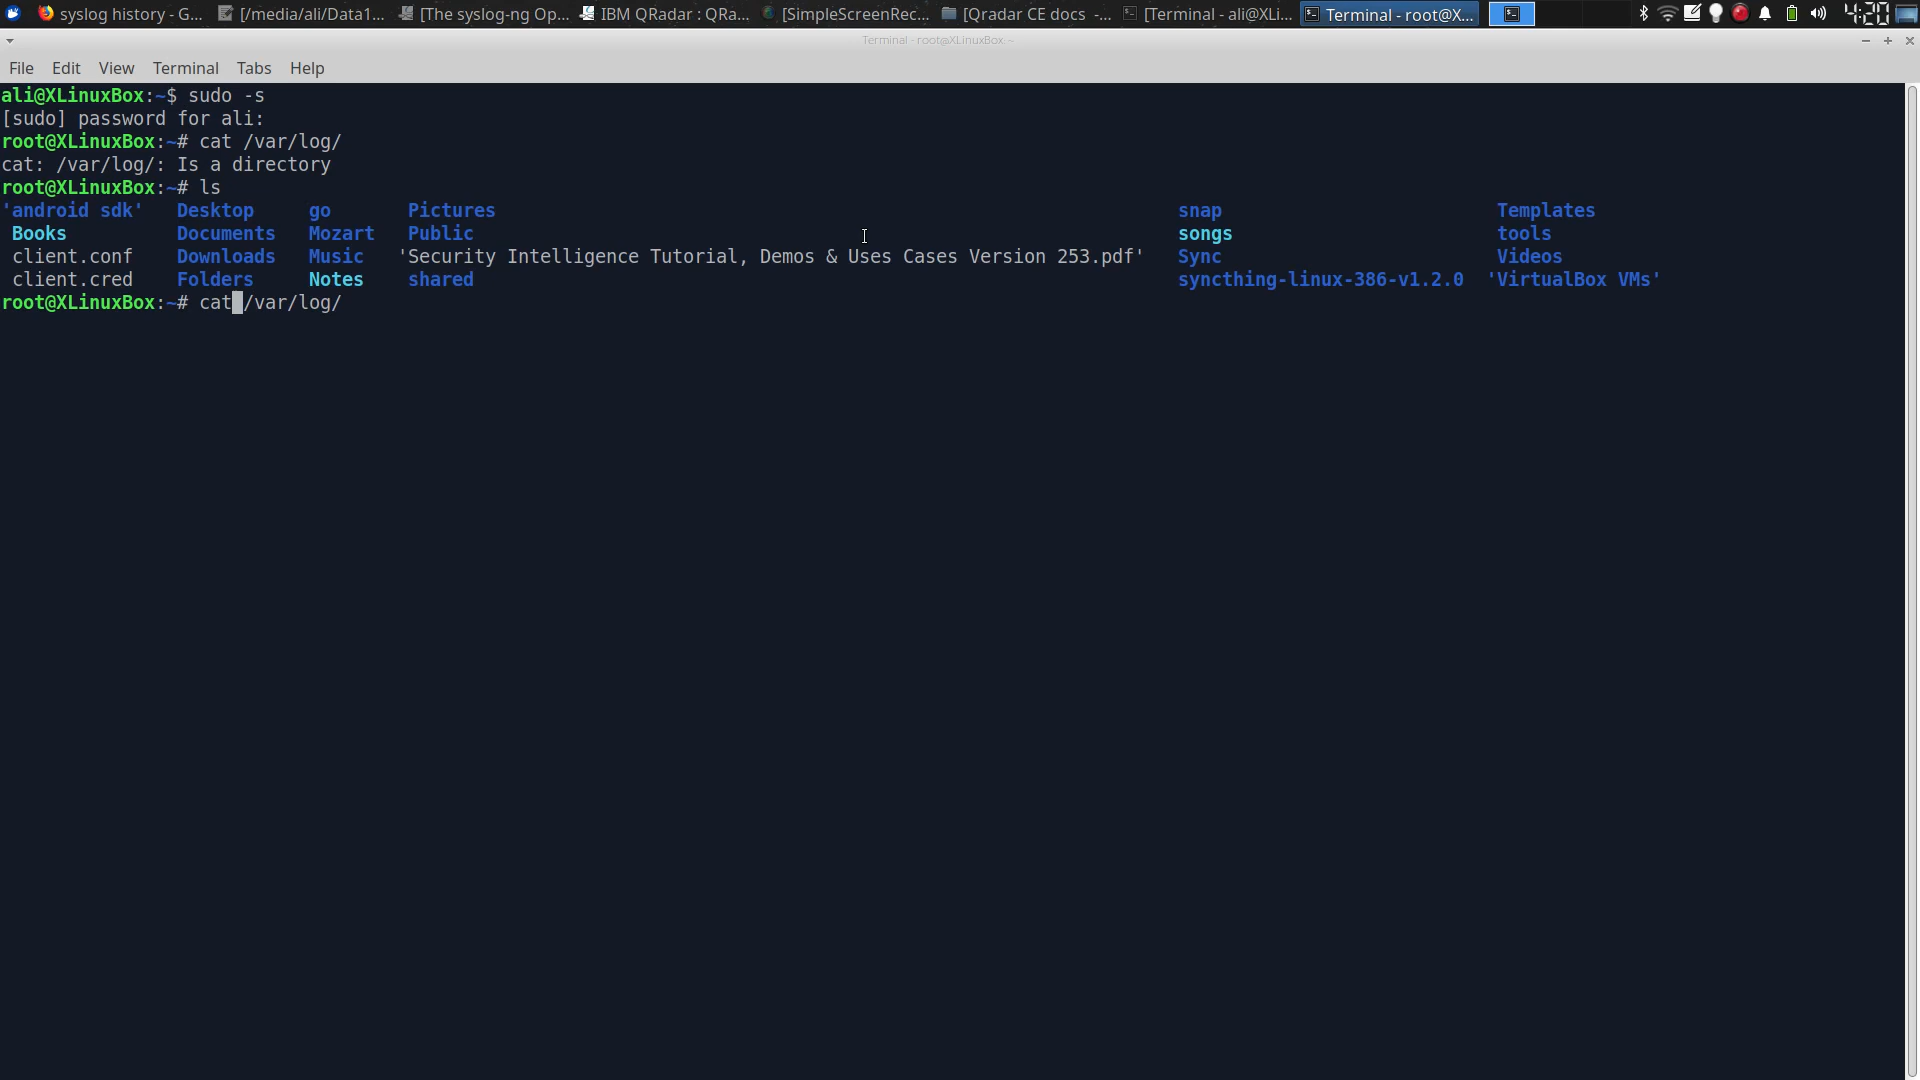 syslog history - G... [/media/ali/Data1... [The syslog-ng Op... IBM QRadar : QRa... [SimpleScreenRec... [Qradar CE docs -... [Terminal - ali@XLi... Terminal - root@X... 4:20
Terminal - root@XLinuxBox: ~
File Edit View Terminal Tabs Help
ali@XLinuxBox:~$ sudo -s
[sudo] password for ali:
root@XLinuxBox:~# cat /var/log/
cat: /var/log/: Is a directory
root@XLinuxBox:~# ls
'android sdk' Desktop go Pictures snap Templates
Books Documents Mozart Public songs tools
client.conf Downloads Music 'Security Intelligence Tutorial, Demos & Uses Cases Version 253.pdf' Sync Videos
client.cred Folders Notes shared syncthing-linux-386-v1.2.0 'VirtualBox VMs'
root@XLinuxBox:~# cat /var/log/